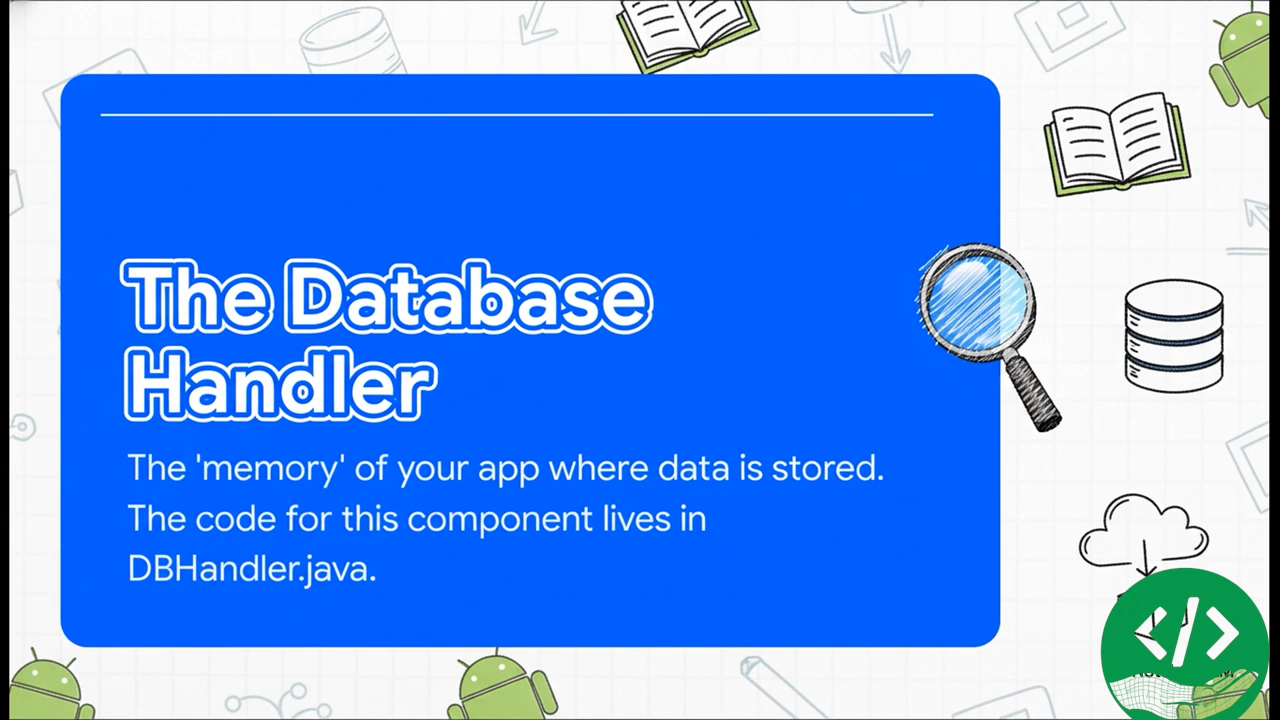 The Database
Handler
The 'memory' of your app where data is stored.
The code for this component lives in
DBHandler.java.
</>